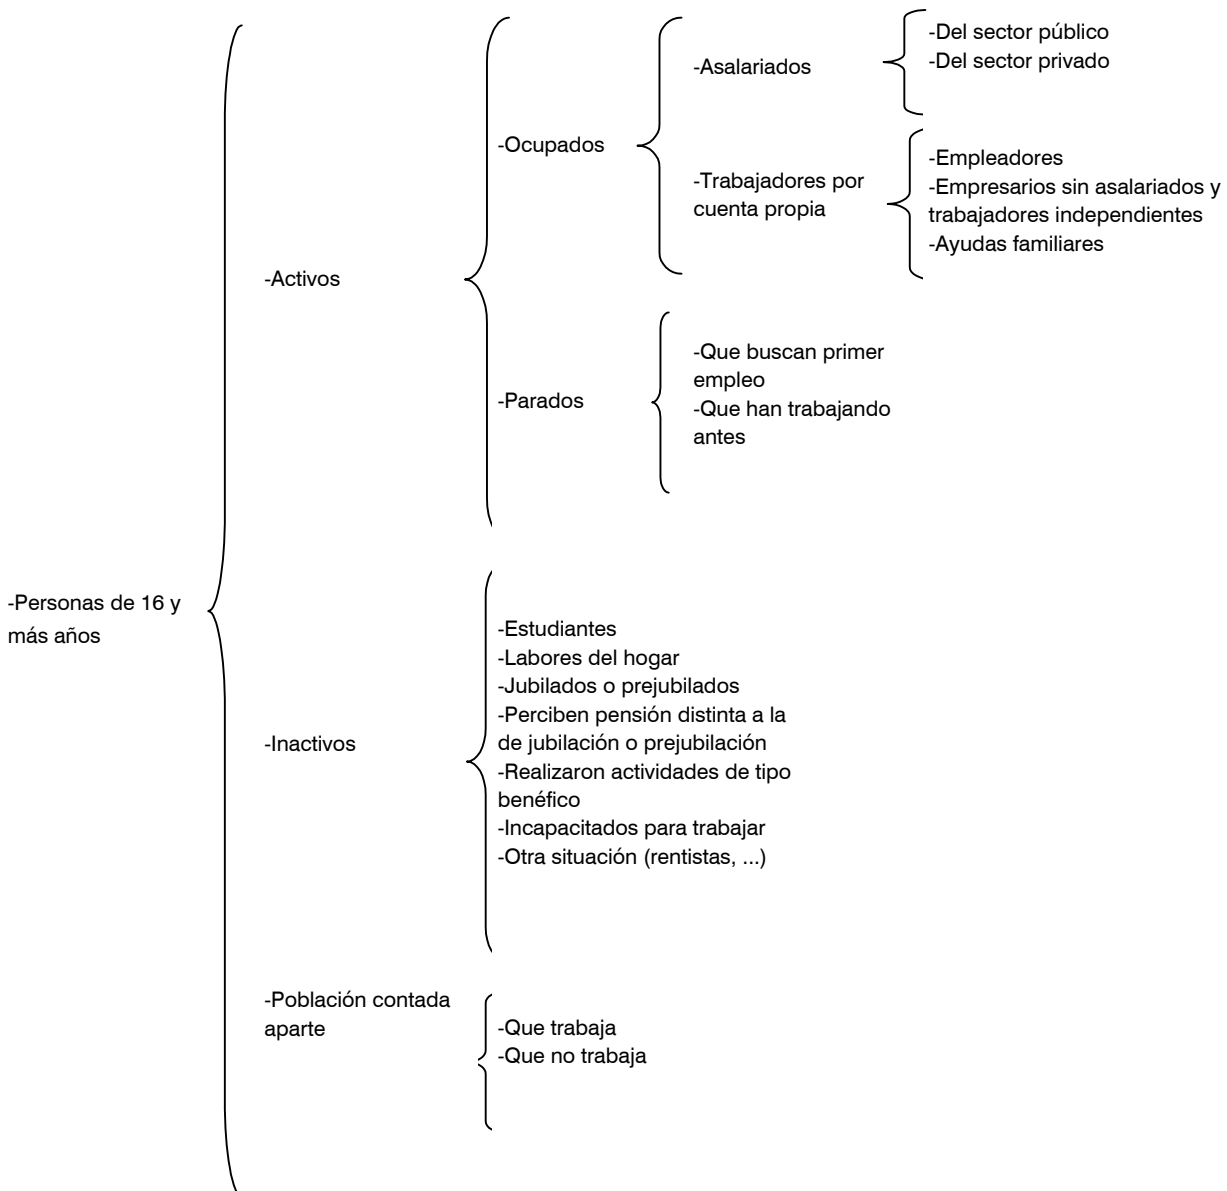 -Personas de 16 y
más años
-Activos
-Ocupados
-Asalariados
-Del sector público
-Del sector privado
-Trabajadores por
cuenta propia
-Empleadores
-Empresarios sin asalariados y
trabajadores independientes
-Ayudas familiares
-Parados
-Que buscan primer
empleo
-Que han trabajando
antes
-Inactivos
-Estudiantes
-Labores del hogar
-Jubilados o prejubilados
-Perciben pensión distinta a la
de jubilación o prejubilación
-Realizaron actividades de tipo
benéfico
-Incapacitados para trabajar
-Otra situación (rentistas, ...)
-Población contada
aparte
-Que trabaja
-Que no trabaja